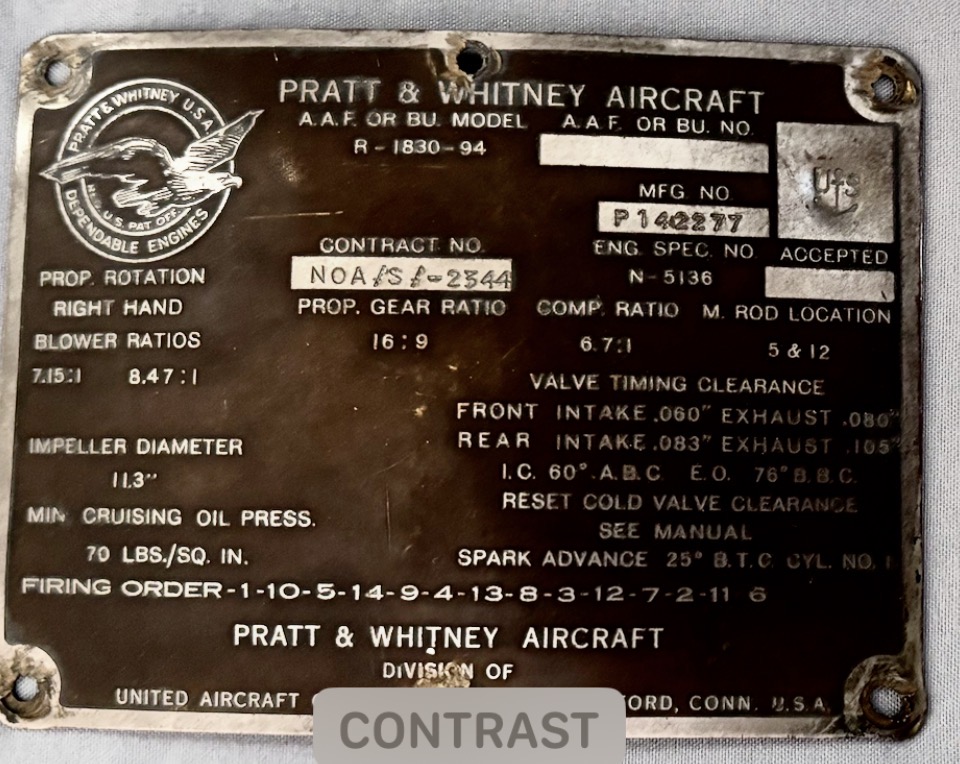 PRATT & WHITNEY AIRCRAFT
PRATT & WHITNEY U.S.A.
REG. U.S. PAT. OFF.
DEPENDABLE ENGINES
A.A.F. OR BU. MODEL A.A.F. OR BU. NO.
R-1830-94
U S
MFG. NO.
P142277
CONTRACT NO. ENG. SPEC. NO. ACCEPTED
NOA/S/-2344 N-5136
PROP. ROTATION
RIGHT HAND
PROP. GEAR RATIO COMP. RATIO M. ROD LOCATION
16:9 6.7:1 5 & 12
BLOWER RATIOS
7.15:1 8.47:1
VALVE TIMING CLEARANCE
FRONT INTAKE .060" EXHAUST .080"
REAR INTAKE .083" EXHAUST .105"
I.C. 60° A.B.C. E.O. 76° B.B.C.
RESET COLD VALVE CLEARANCE
SEE MANUAL
IMPELLER DIAMETER
11.3"
MIN CRUISING OIL PRESS.
70 LBS./SQ. IN.
SPARK ADVANCE 25° B.T.C. CYL. NO. 1
FIRING ORDER-1-10-5-14-9-4-13-8-3-12-7-2-11 6
PRATT & WHITNEY AIRCRAFT
DIVISION OF
UNITED AIRCRAFT ORD, CONN. U.S.A.
CONTRAST